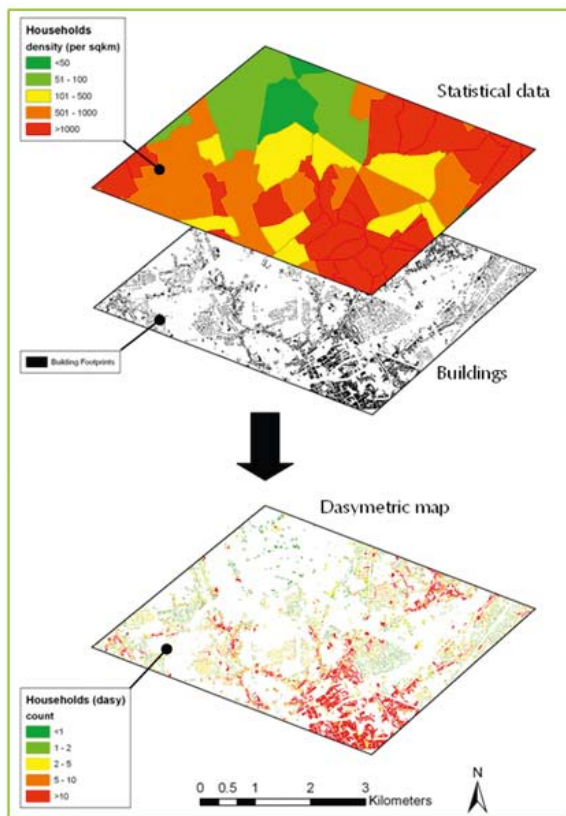 Households
density (per sqkm)
<50
51 - 100
101 - 500
501 - 1000
>1000
Statistical data
Building Footprints
Buildings
Dasymetric map
Households (dasy)
count
<1
1 - 2
2 - 5
5 - 10
>10
0 0.5 1 2 3
Kilometers
N